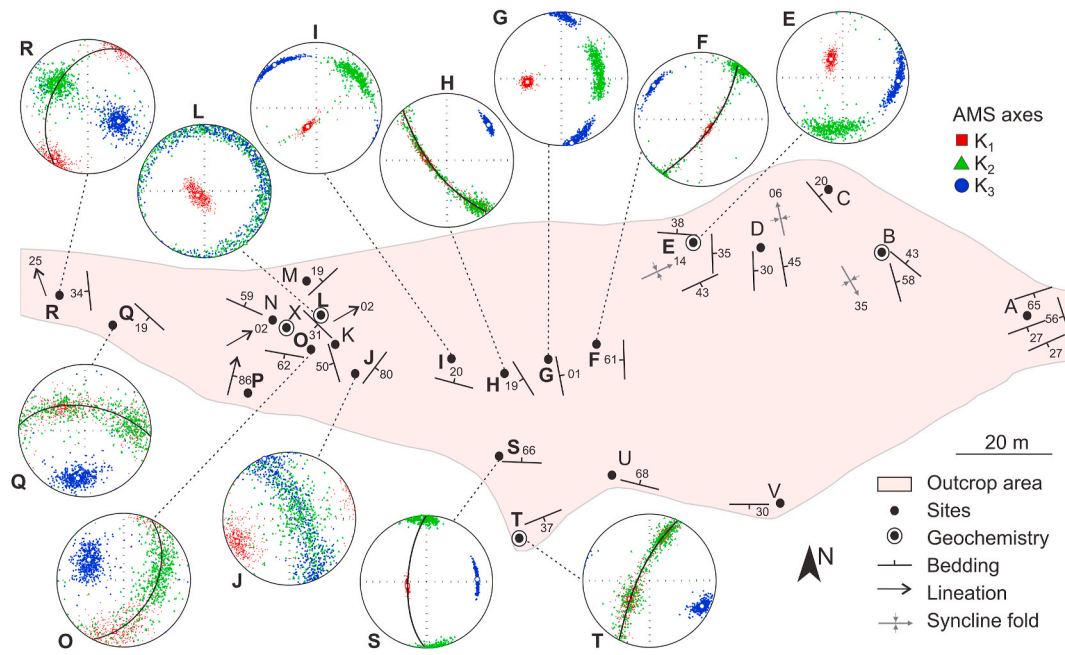 R
I
G
E
H
F
L
AMS axes
K1
K2
K3
20
C
06
38
E
14
35
43
D
30
45
B
43
58
35
A
65
56
27
27
25
34
R
Q
19
M
19
59
N
X
L
02
02
31
O
K
62
50
J
80
86
P
I
20
H
19
G
01
F
61
20 m
S
66
U
68
V
30
T
37
Outcrop area
Sites
Geochemistry
Bedding
Lineation
Syncline fold
N
Q
O
J
S
T